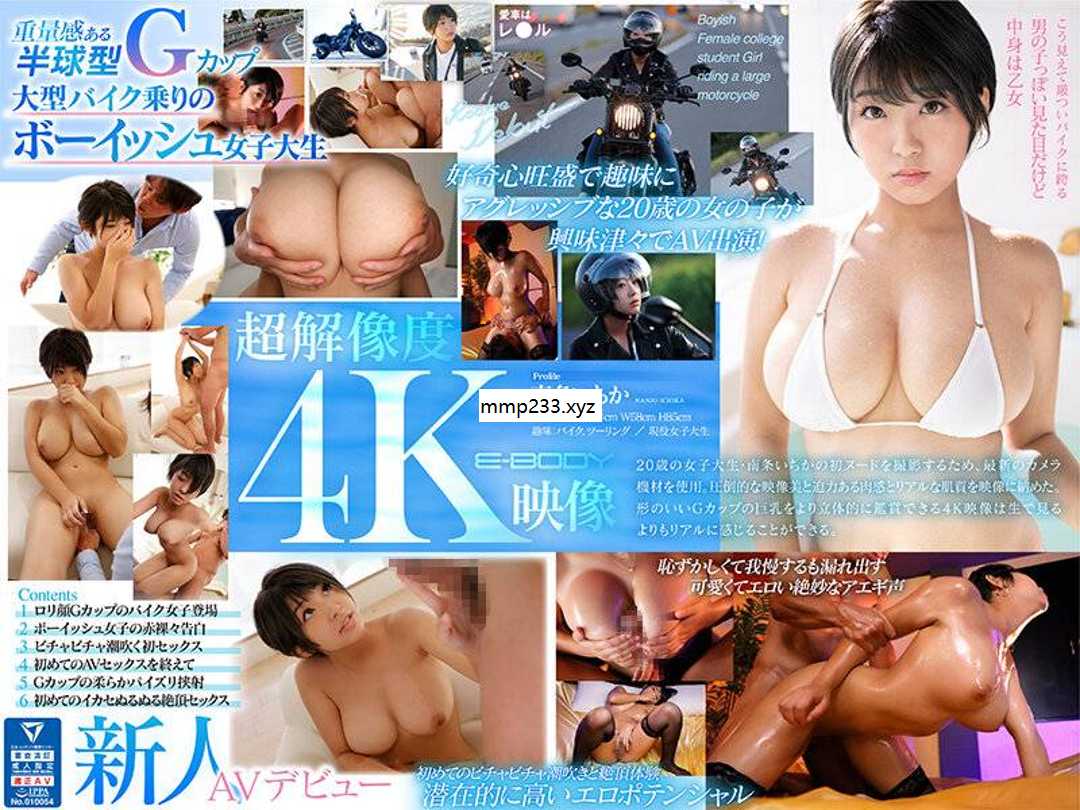 重量感ある
半球型Gカップ
大型バイク乗りの
ボーイッシュ女子大生
愛車は
レ●ル
Boyish
Female college
student Girl
riding a large
motorcycle
こう見えて厳ついバイクに跨る
男の子っぽい見た目だけど
中身は乙女
好奇心旺盛で趣味に
アグレッシブな20歳の女の子が
興味津々でAV出演!
超解像度
4K
映像
Profile
NANJO ICHIKA
mmp233.xyz
W58cm H85cm
趣味:バイク、ツーリング / 現役女子大生
E-BODY
20歳の女子大生・南条いちかの初ヌードを撮影するため、最新のカメラ
機材を使用。圧倒的な映像美と迫力ある肉感とリアルな肌質を映像に納めた。
形のいいGカップの巨乳をより立体的に鑑賞できる4K映像は生で見る
よりもリアルに感じることができる。
恥ずかしくて我慢するも漏れ出す
可愛くてエロい絶妙なアエギ声
Contents
1 ロリ顔Gカップのバイク女子登場
2 ボーイッシュ女子の赤裸々告白
3 ビチャビチャ潮吹く初セックス
4 初めてのAVセックスを終えて
5 Gカップの柔らかパイズリ挟射
6 初めてのイカセぬるぬる絶頂セックス
新人
AVデビュー
初めてのビチャビチャ潮吹きと絶頂体験
潜在的に高いエロポテンシャル
審査済証
成人指定
適正AV
IPPA
No.010054